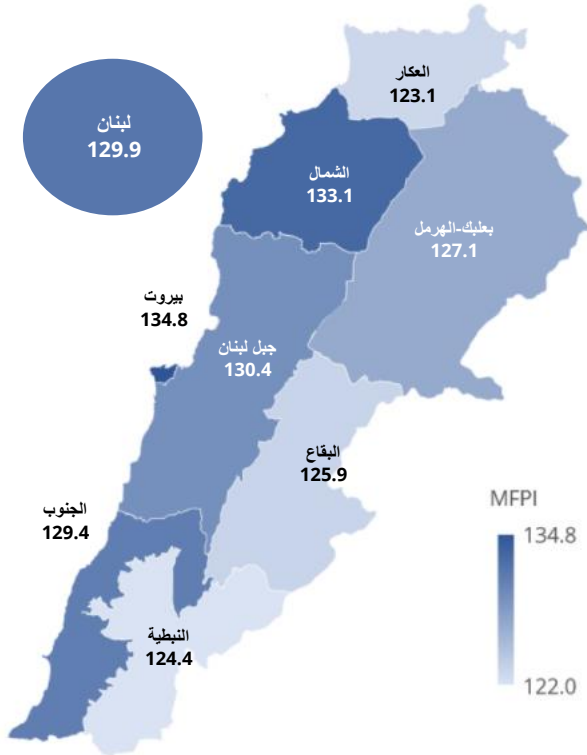 العكار
123.1
لبنان
129.9
الشمال
133.1
بعلبك-الهرمل
127.1
بيروت
134.8
جبل لبنان
130.4
البقاع
125.9
الجنوب
129.4
MFPI
134.8
122.0
النبطية
124.4